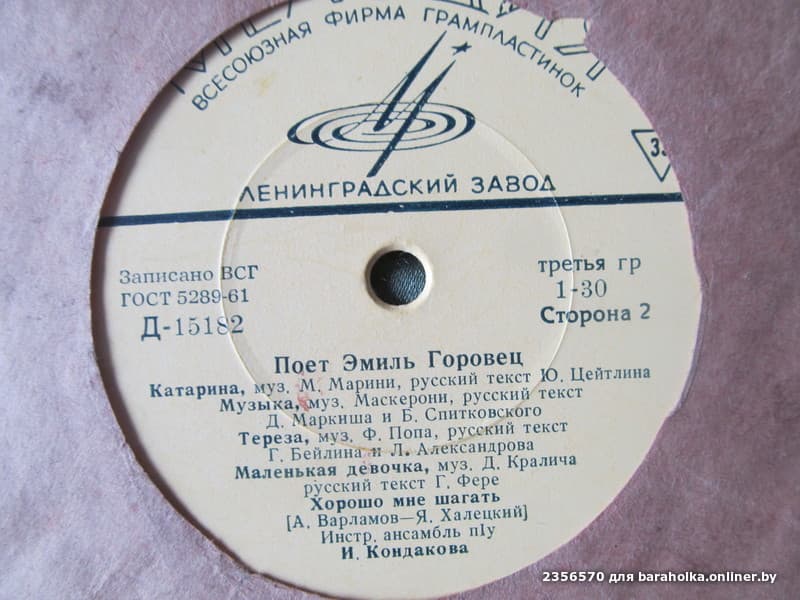 ВСЕСОЮЗНАЯ ФИРМА ГРАМПЛАСТИНОК
ЛЕНИНГРАДСКИЙ ЗАВОД
33
Записано ВСГ
ГОСТ 5289-61
Д-15182
третья гр
1-30
Сторона 2
Поет Эмиль Горовец
Катарина, муз. М. Марини, русский текст Ю. Цейтлина
Музыка, муз. Маскерони, русский текст
Д. Маркиша и Б. Спитковского
Тереза, муз. Ф. Попа, русский текст
Г. Бейлина и Л. Александрова
Маленькая девочка, муз. Д. Кралича
русский текст Г. Фере
Хорошо мне шагать
[А. Варламов—Я. Халецкий]
Инстр. ансамбль п/у
И. Кондакова
2356570 для baraholka.onliner.by